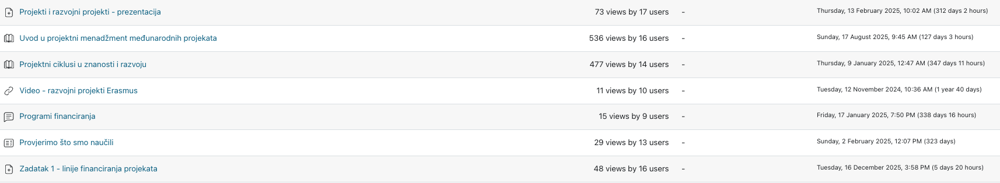 Projekti i razvojni projekti - prezentacija 73 views by 17 users - Thursday, 13 February 2025, 10:02 AM (312 days 2 hours)
Uvod u projektni menadžment međunarodnih projekata 536 views by 16 users - Sunday, 17 August 2025, 9:45 AM (127 days 3 hours)
Projektni ciklusi u znanosti i razvoju 477 views by 14 users - Thursday, 9 January 2025, 12:47 AM (347 days 11 hours)
Video - razvojni projekti Erasmus 11 views by 10 users - Tuesday, 12 November 2024, 10:36 AM (1 year 40 days)
Programi financiranja 15 views by 9 users - Friday, 17 January 2025, 7:50 PM (338 days 16 hours)
Provjerimo što smo naučili 29 views by 13 users - Sunday, 2 February 2025, 12:07 PM (323 days)
Zadatak 1 - linije financiranja projekata 48 views by 16 users - Tuesday, 16 December 2025, 3:58 PM (5 days 20 hours)